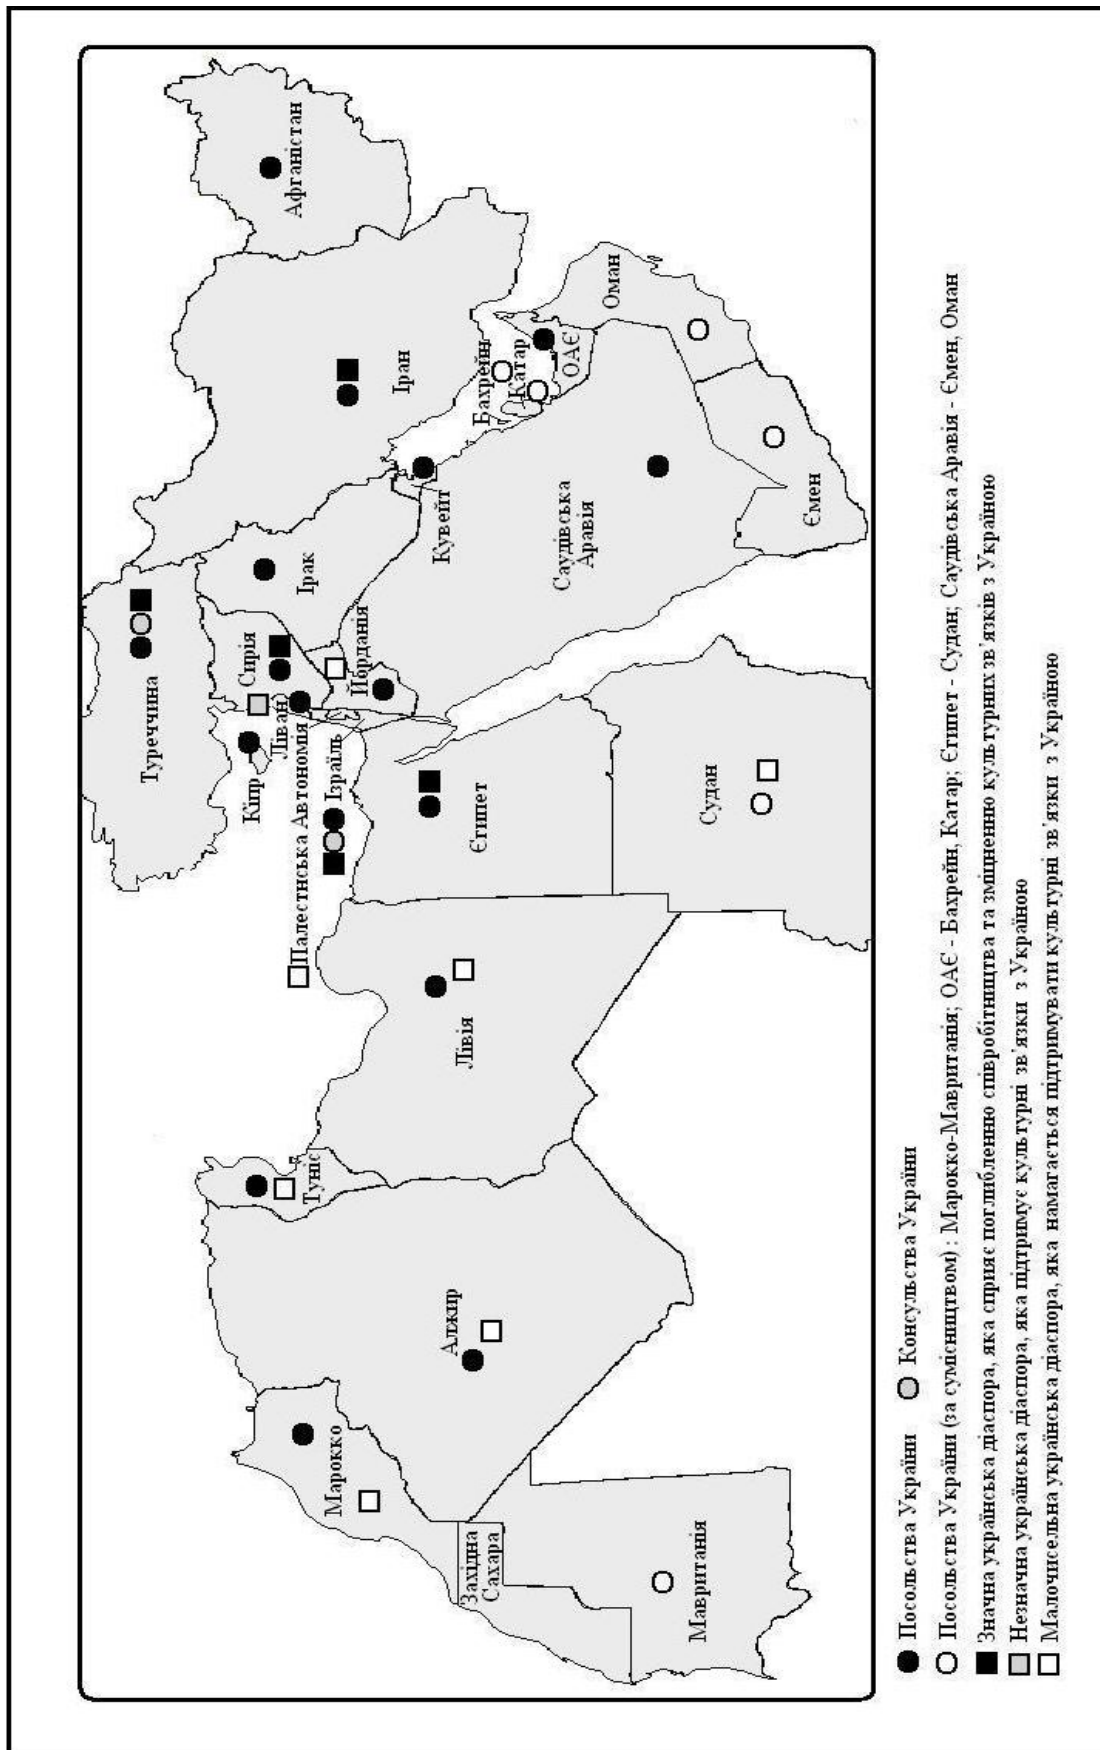 Туреччина
Кіпр
Сирія
Ліван
Палестнська Автономія
Ізраїль
Йорданія
Ірак
Іран
Афганістан
Кувейт
Бахрейн
Катар
ОАЄ
Оман
Саудівська
Аравія
Ємен
Єгипет
Судан
Лівія
Туніс
Алжир
Марокко
Західна
Сахара
Мавританія
Посольства України
Консульства України
Посольства України (за сумісництвом) : Марокко-Мавританія; ОАЄ - Бахрейн, Катар; Єгипет - Судан; Саудівська Аравія - Ємен, Оман
Значна українська діаспора, яка сприяє поглибленню співробітництва та зміцненню культурних зв'язків з Україною
Незначна українська діаспора, яка підтримує культурні зв'язки з Україною
Малочисельна українська діаспора, яка намагається підтримувати культурні зв'язки з Україною